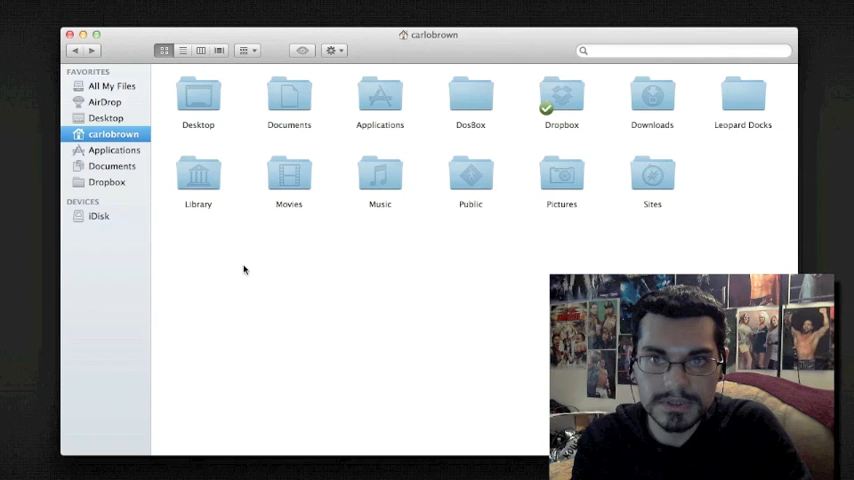 carlobrown
FAVORITES
All My Files
AirDrop
Desktop
carlobrown
Applications
Documents
Dropbox
DEVICES
iDisk
Desktop
Documents
Applications
DosBox
Dropbox
Downloads
Leopard Docks
Library
Movies
Music
Public
Pictures
Sites